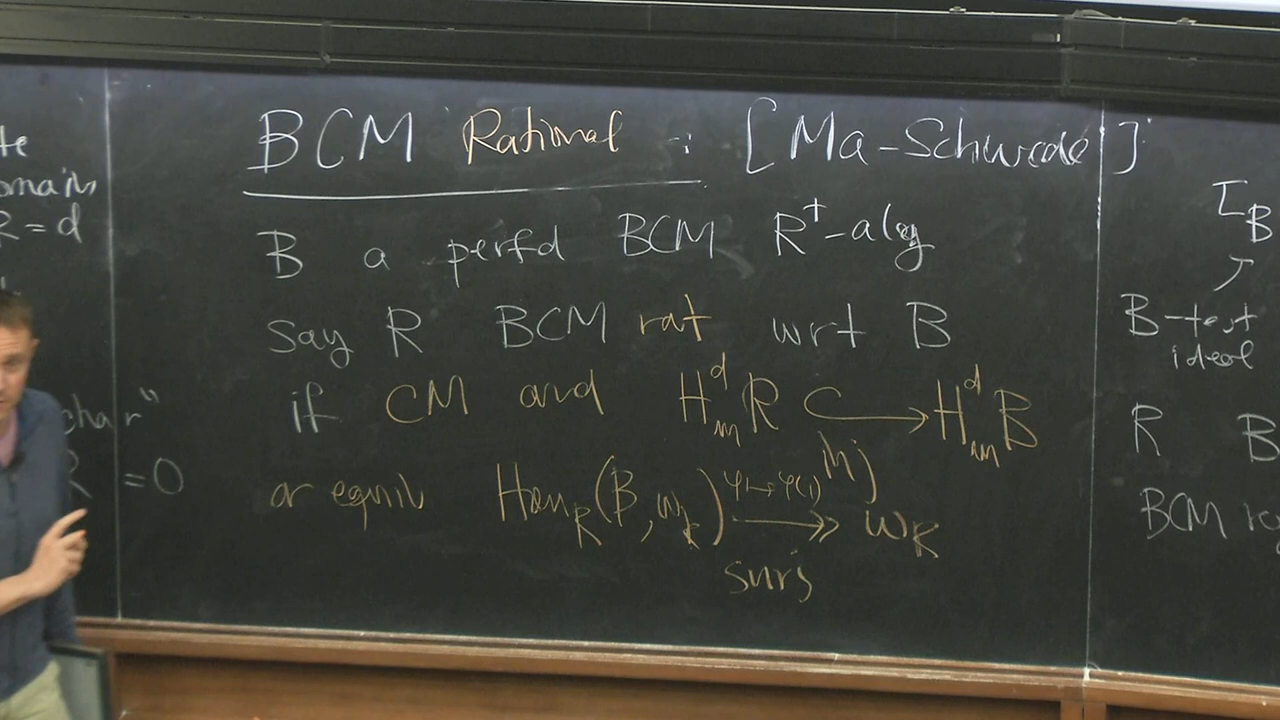 BCM Rational : [Ma-Schwede]
B a perfd BCM R⁺-alg
Say R BCM rat wrt B
if CM and H^d_m R ↪ H^d_m B
or equiv Hom_R(B, ω_R) ↠ ω_R
φ ↦ φ(1)
inj)
surj
omain
R = d
char"
R = 0
I_B
B-test
ideal
R B
BCM